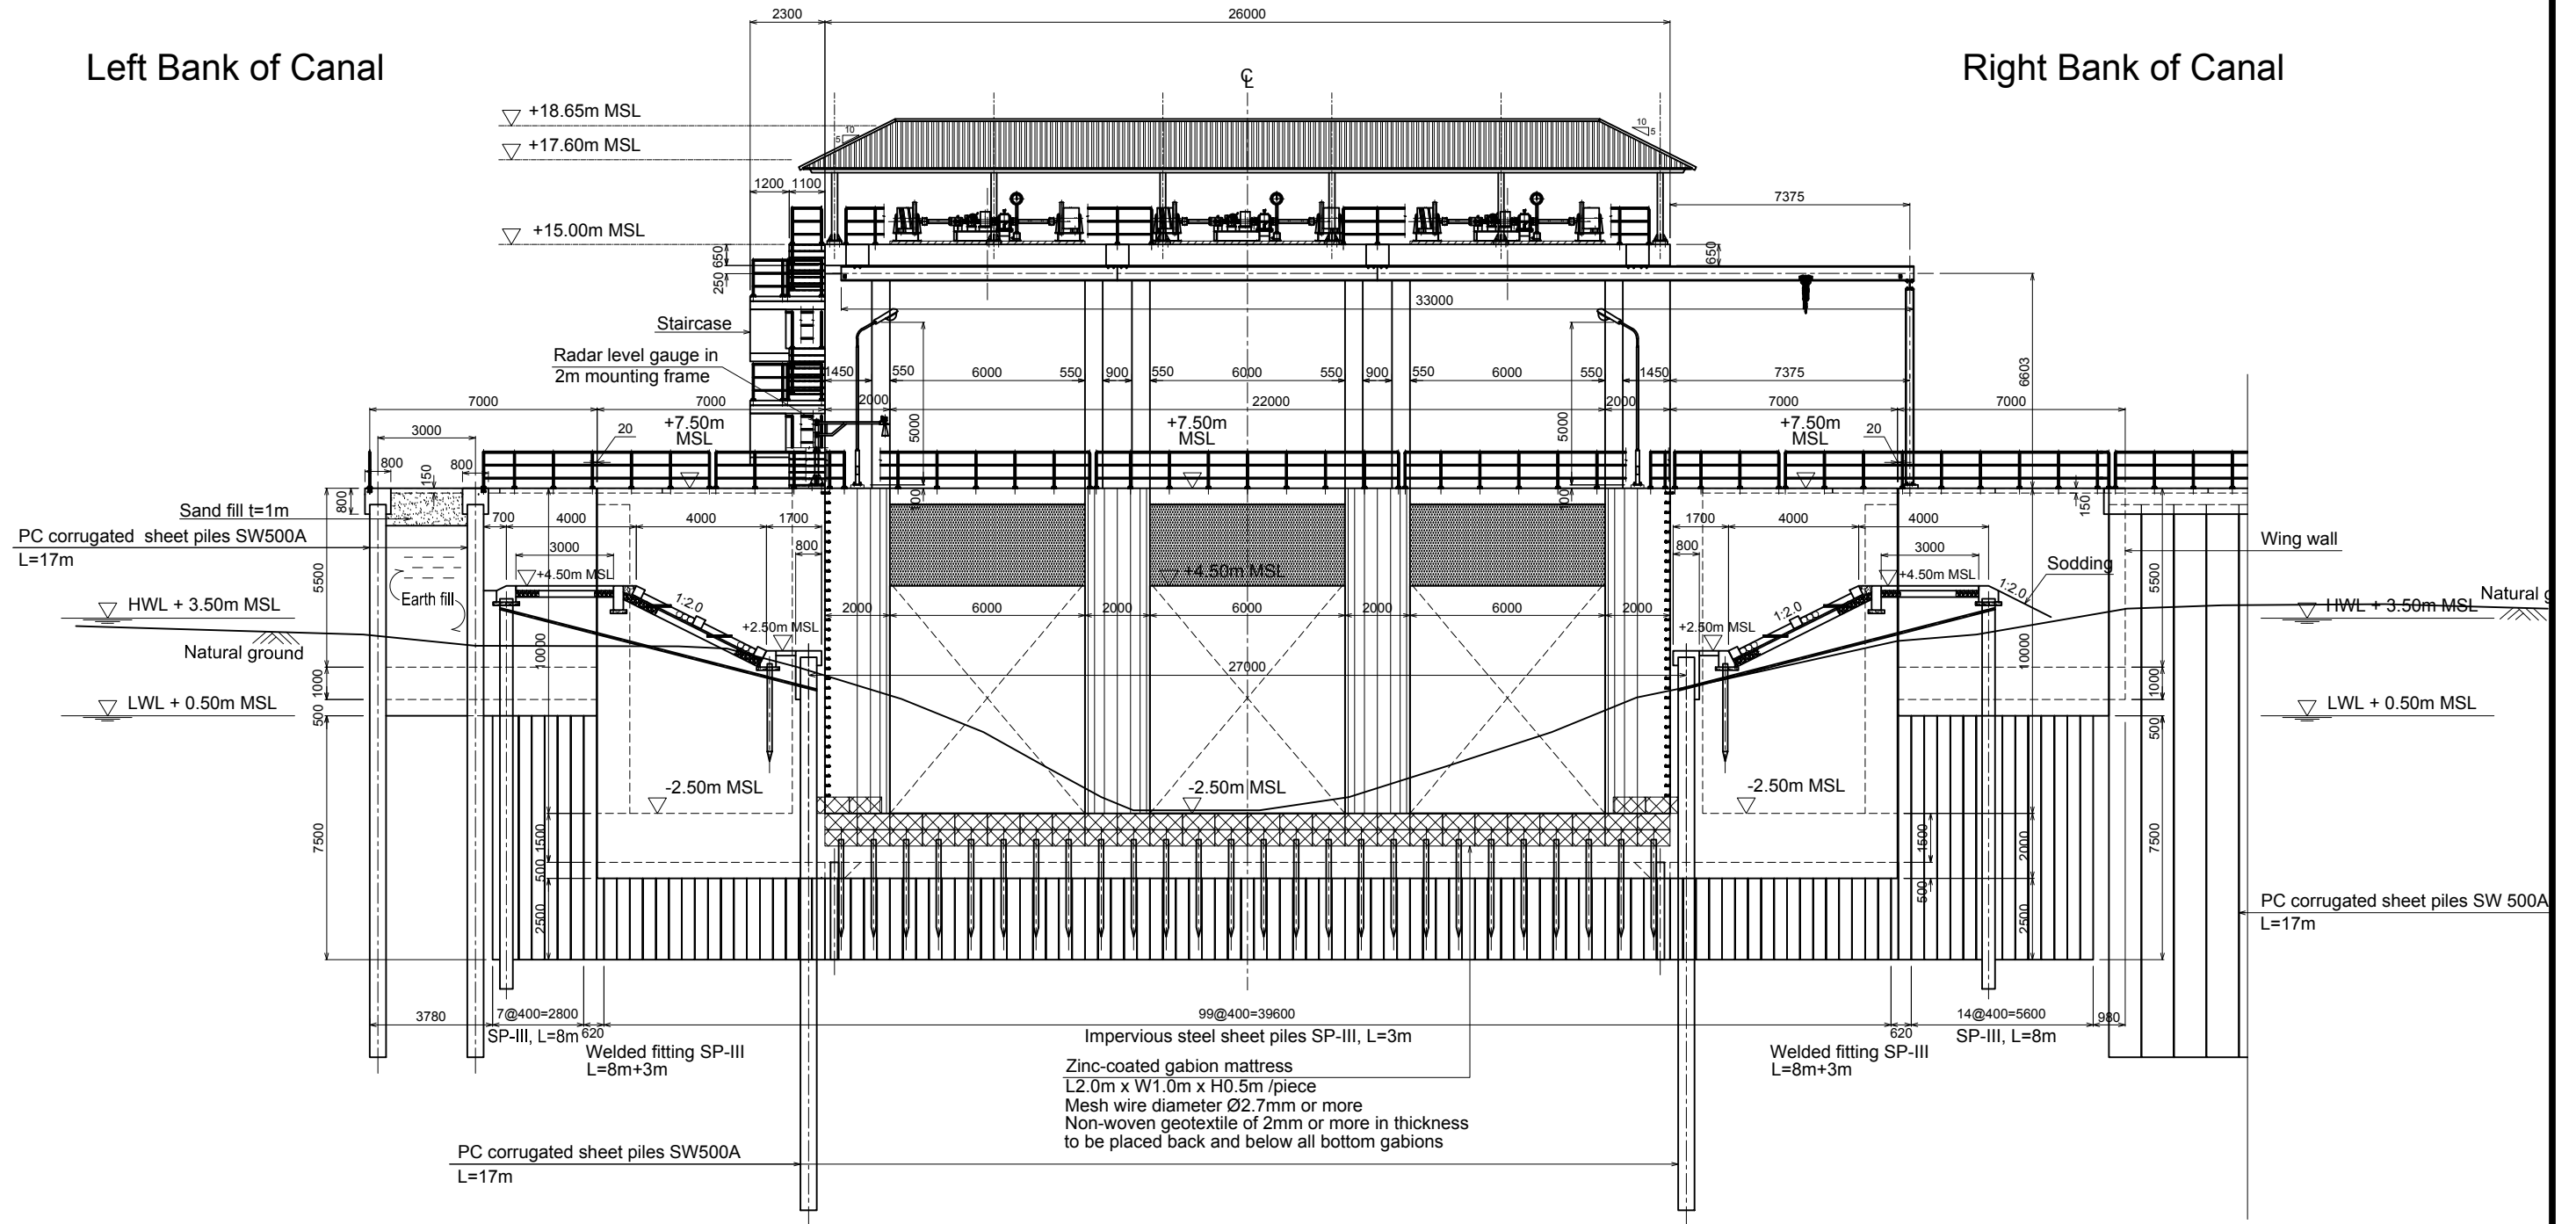 2300
26000
Left Bank of Canal
Right Bank of Canal
+18.65m MSL
10
5
10
5
+17.60m MSL
1200
1100
7375
+15.00m MSL
650
250
650
33000
Staircase
Radar level gauge in
2m mounting frame
1450
550
6000
550
900
550
6000
550
900
550
6000
550
1450
7375
6603
7000
7000
2000
22000
2000
7000
7000
5000
5000
+7.50m
MSL
+7.50m
MSL
+7.50m
MSL
3000
20
20
800
150
800
800
100
100
150
Sand fill t=1m
700
4000
4000
1700
1700
4000
4000
PC corrugated sheet piles SW500A
L=17m
3000
800
800
3000
Wing wall
Sodding
5500
+4.50m MSL
+4.50m MSL
+4.50m MSL
5500
Earth fill
1:2.0
1:2.0
1:2.0
HWL + 3.50m MSL
2000
6000
2000
6000
2000
6000
2000
HWL + 3.50m MSL
Natural g
Natural ground
10000
+2.50m MSL
+2.50m MSL
10000
27000
1000
1000
LWL + 0.50m MSL
500
500
LWL + 0.50m MSL
-2.50m MSL
-2.50m MSL
-2.50m MSL
7500
1500
500
2500
1500
500
2000
2500
7500
PC corrugated sheet piles SW 500A
L=17m
3780
7@400=2800
620
99@400=39600
620
14@400=5600
980
SP-III, L=8m
Impervious steel sheet piles SP-III, L=3m
SP-III, L=8m
Welded fitting SP-III
L=8m+3m
Welded fitting SP-III
L=8m+3m
Zinc-coated gabion mattress
L2.0m x W1.0m x H0.5m /piece
Mesh wire diameter Ø2.7mm or more
Non-woven geotextile of 2mm or more in thickness
to be placed back and below all bottom gabions
PC corrugated sheet piles SW500A
L=17m